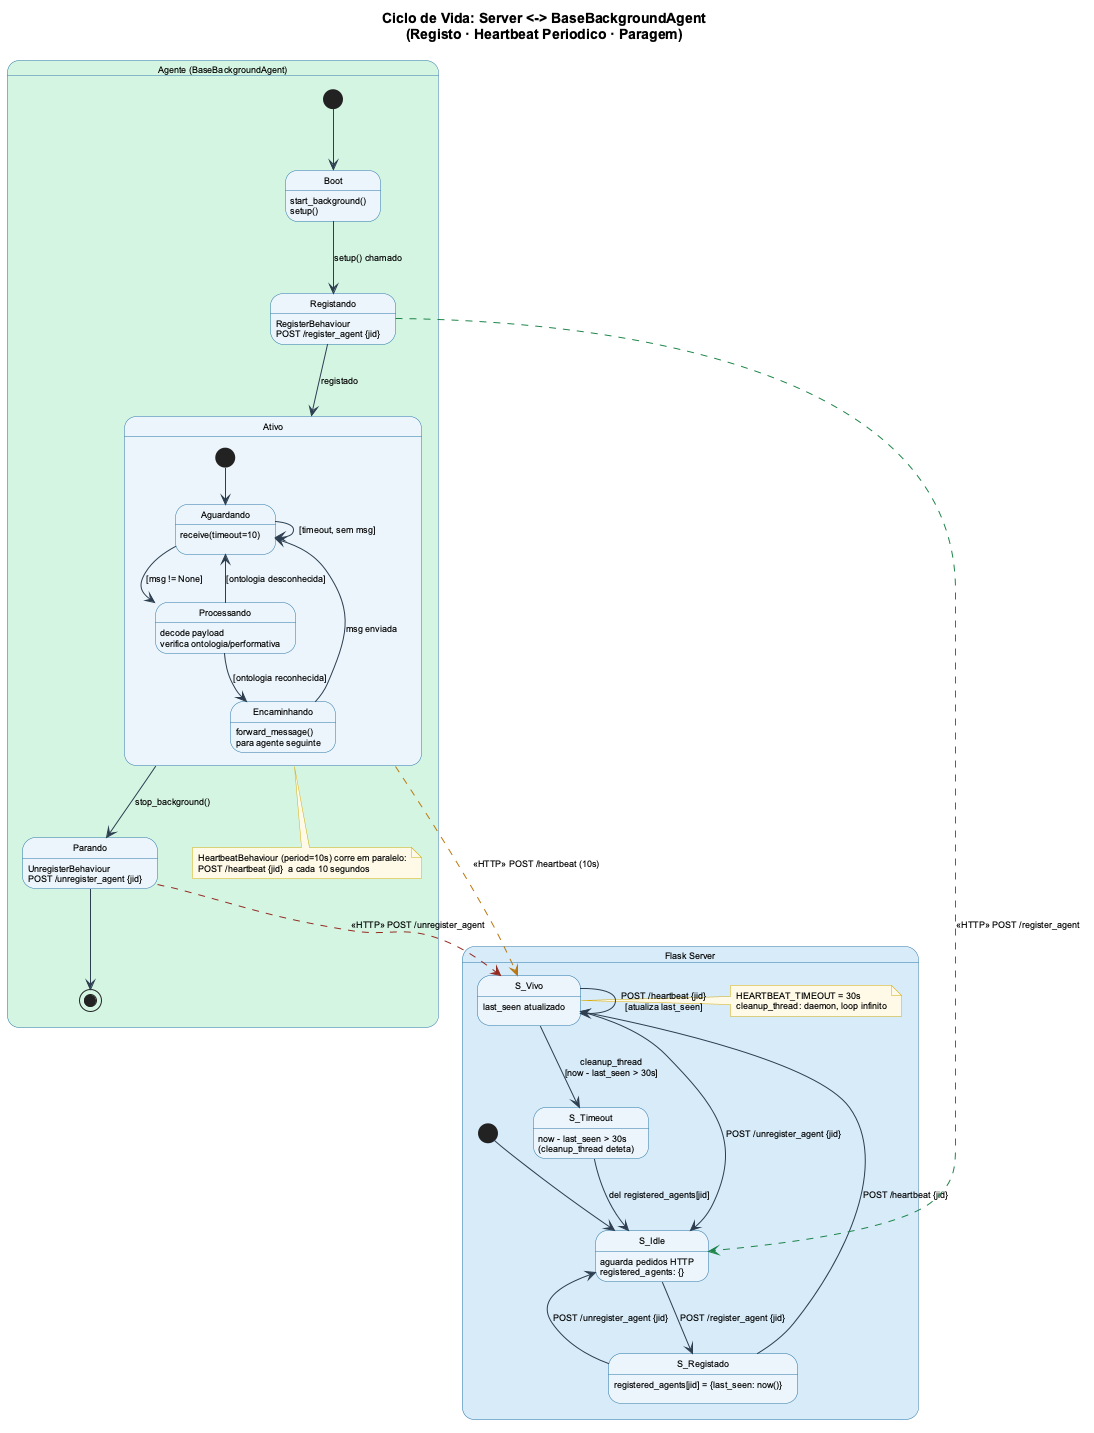 Ciclo de Vida: Server <-> BaseBackgroundAgent
(Registo · Heartbeat Periodico · Paragem)
Agente (BaseBackgroundAgent)
Boot
start_background()
setup()
setup() chamado
Registando
RegisterBehaviour
POST /register_agent {jid}
registado
Ativo
Aguardando
receive(timeout=10)
[timeout, sem msg]
[msg != None]
[ontologia desconhecida]
Processando
decode payload
verifica ontologia/performativa
msg enviada
[ontologia reconhecida]
Encaminhando
forward_message()
para agente seguinte
stop_background()
Parando
UnregisterBehaviour
POST /unregister_agent {jid}
HeartbeatBehaviour (period=10s) corre em paralelo:
POST /heartbeat {jid}  a cada 10 segundos
«HTTP» POST /heartbeat (10s)
«HTTP» POST /unregister_agent
«HTTP» POST /register_agent
Flask Server
S_Vivo
last_seen atualizado
POST /heartbeat {jid}
[atualiza last_seen]
HEARTBEAT_TIMEOUT = 30s
cleanup_thread: daemon, loop infinito
cleanup_thread
[now - last_seen > 30s]
S_Timeout
now - last_seen > 30s
(cleanup_thread deteta)
POST /unregister_agent {jid}
del registered_agents[jid]
POST /heartbeat {jid}
S_Idle
aguarda pedidos HTTP
registered_agents: {}
POST /unregister_agent {jid}
POST /register_agent {jid}
S_Registado
registered_agents[jid] = {last_seen: now()}